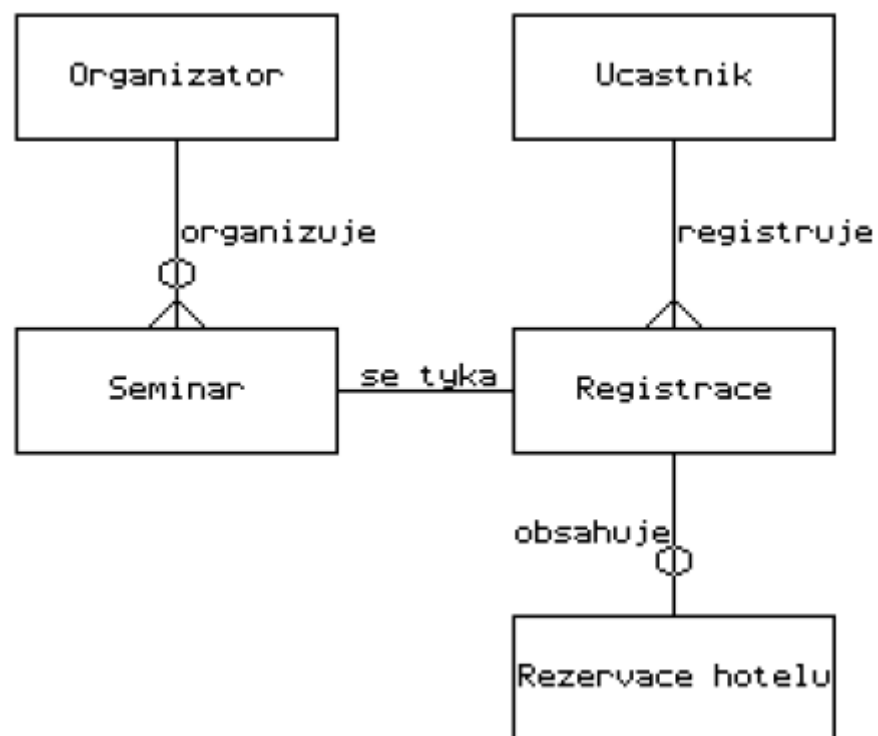 Organizator
Ucastnik
organizuje
registruje
Seminar
se tyka
Registrace
obsahuje
Rezervace hotelu